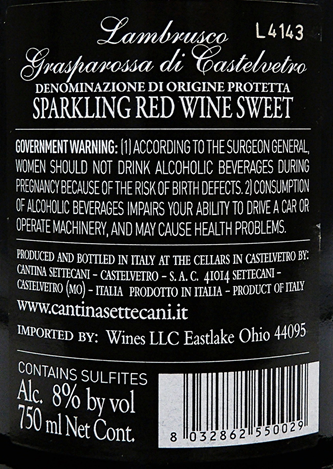 Lambrusco
L4143
Grasparossa di Castelvetro
DENOMINAZIONE DI ORIGINE PROTETTA
SPARKLING RED WINE SWEET
GOVERNMENT WARNING: (1) ACCORDING TO THE SURGEON GENERAL,
WOMEN SHOULD NOT DRINK ALCOHOLIC BEVERAGES DURING
PREGNANCY BECAUSE OF THE RISK OF BIRTH DEFECTS. 2) CONSUMPTION
OF ALCOHOLIC BEVERAGES IMPAIRS YOUR ABILITY TO DRIVE A CAR OR
OPERATE MACHINERY, AND MAY CAUSE HEALTH PROBLEMS.
PRODUCED AND BOTTLED IN ITALY AT THE CELLARS IN CASTELVETRO BY:
CANTINA SETTECANI - CASTELVETRO - S. A. C. 41014 SETTECANI -
CASTELVETRO (MO) - ITALIA PRODOTTO IN ITALIA - PRODUCT OF ITALY
www.cantinasettecani.it
IMPORTED BY: Wines LLC Eastlake Ohio 44095
CONTAINS SULFITES
Alc. 8% by vol
750 ml Net Cont.
8 032862 550029